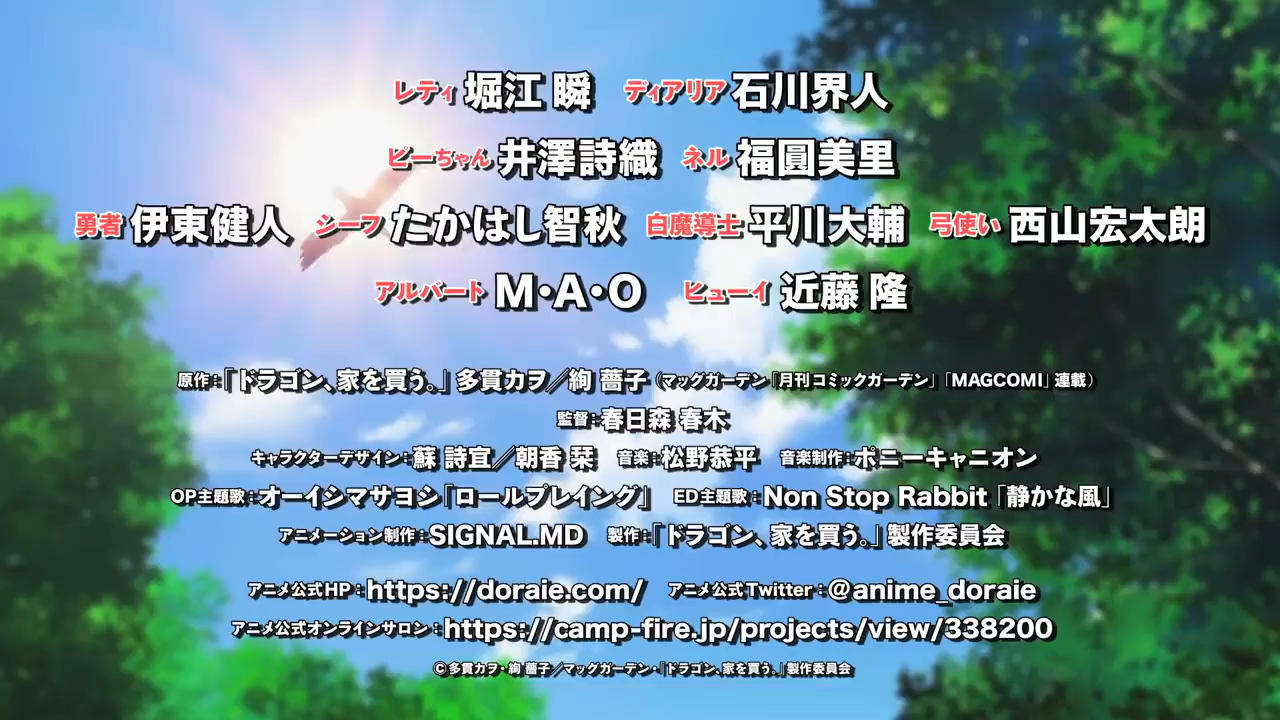 レティ 堀江 瞬 ディアリア 石川界人
ピーちゃん 井澤詩織 ネル 福圓美里
勇者 伊東健人 シーフ たかはし智秋 白魔導士 平川大輔 弓使い 西山宏太朗
アルバート M・A・O ヒューイ 近藤 隆
原作：「ドラゴン、家を買う。」多貫カヲ／絢 薔子（マッグガーデン「月刊コミックガーデン」「MAGCOMI」連載）
監督：春日森 春木
キャラクターデザイン：蘇 詩宜／朝香 栞 音楽：松野恭平 音楽制作：ポニーキャニオン
OP主題歌：オーイシマサヨシ「ロールプレイング」 ED主題歌：Non Stop Rabbit「静かな風」
アニメーション制作：SIGNAL.MD 製作：「ドラゴン、家を買う。」製作委員会
アニメ公式HP：https://doraie.com/ アニメ公式Twitter：@anime_doraie
アニメ公式オンラインサロン：https://camp-fire.jp/projects/view/338200
©多貫カヲ・絢 薔子／マッグガーデン・「ドラゴン、家を買う。」製作委員会